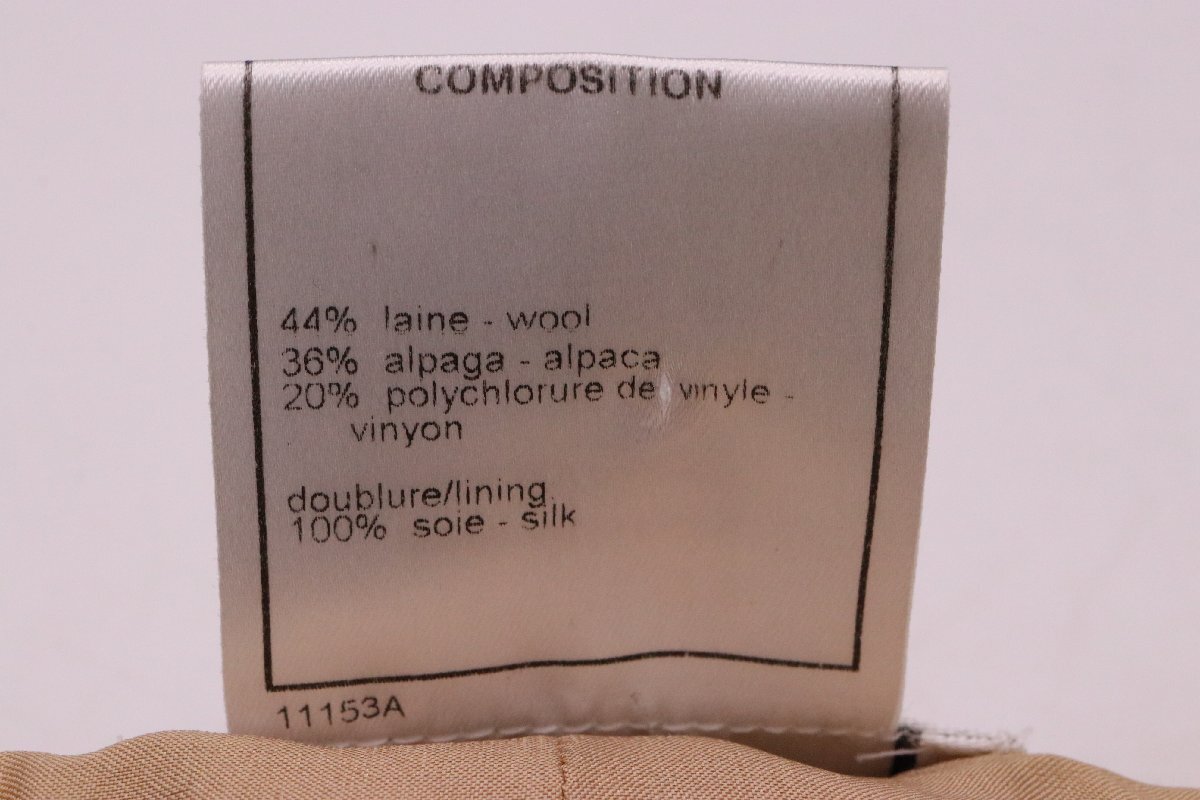 COMPOSITION
44% laine - wool
36% alpaga - alpaca
20% polychlorure de vinyle -
vinyon
doublure/lining
100% soie - silk
11153A